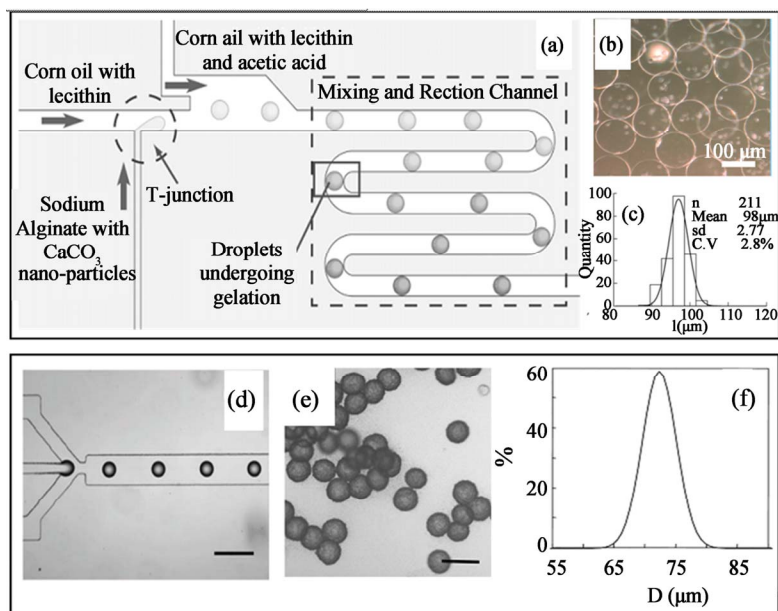 (a)
Corn ail with lecithin
and acetic acid
Corn oil with
lecithin
Mixing and Rection Channel
T-junction
Sodium
Alginate with
CaCO₃
nano-particles
Droplets
undergoing
gelation
(b)
100 μm
(c)
Quantity
100
80
60
40
20
0
n 211
Mean 98μm
sd 2.77
C.V 2.8%
80 90 100 110 120
l(μm)
(d)
(e)
(f)
%
60
40
20
0
55 65 75 85
D (μm)